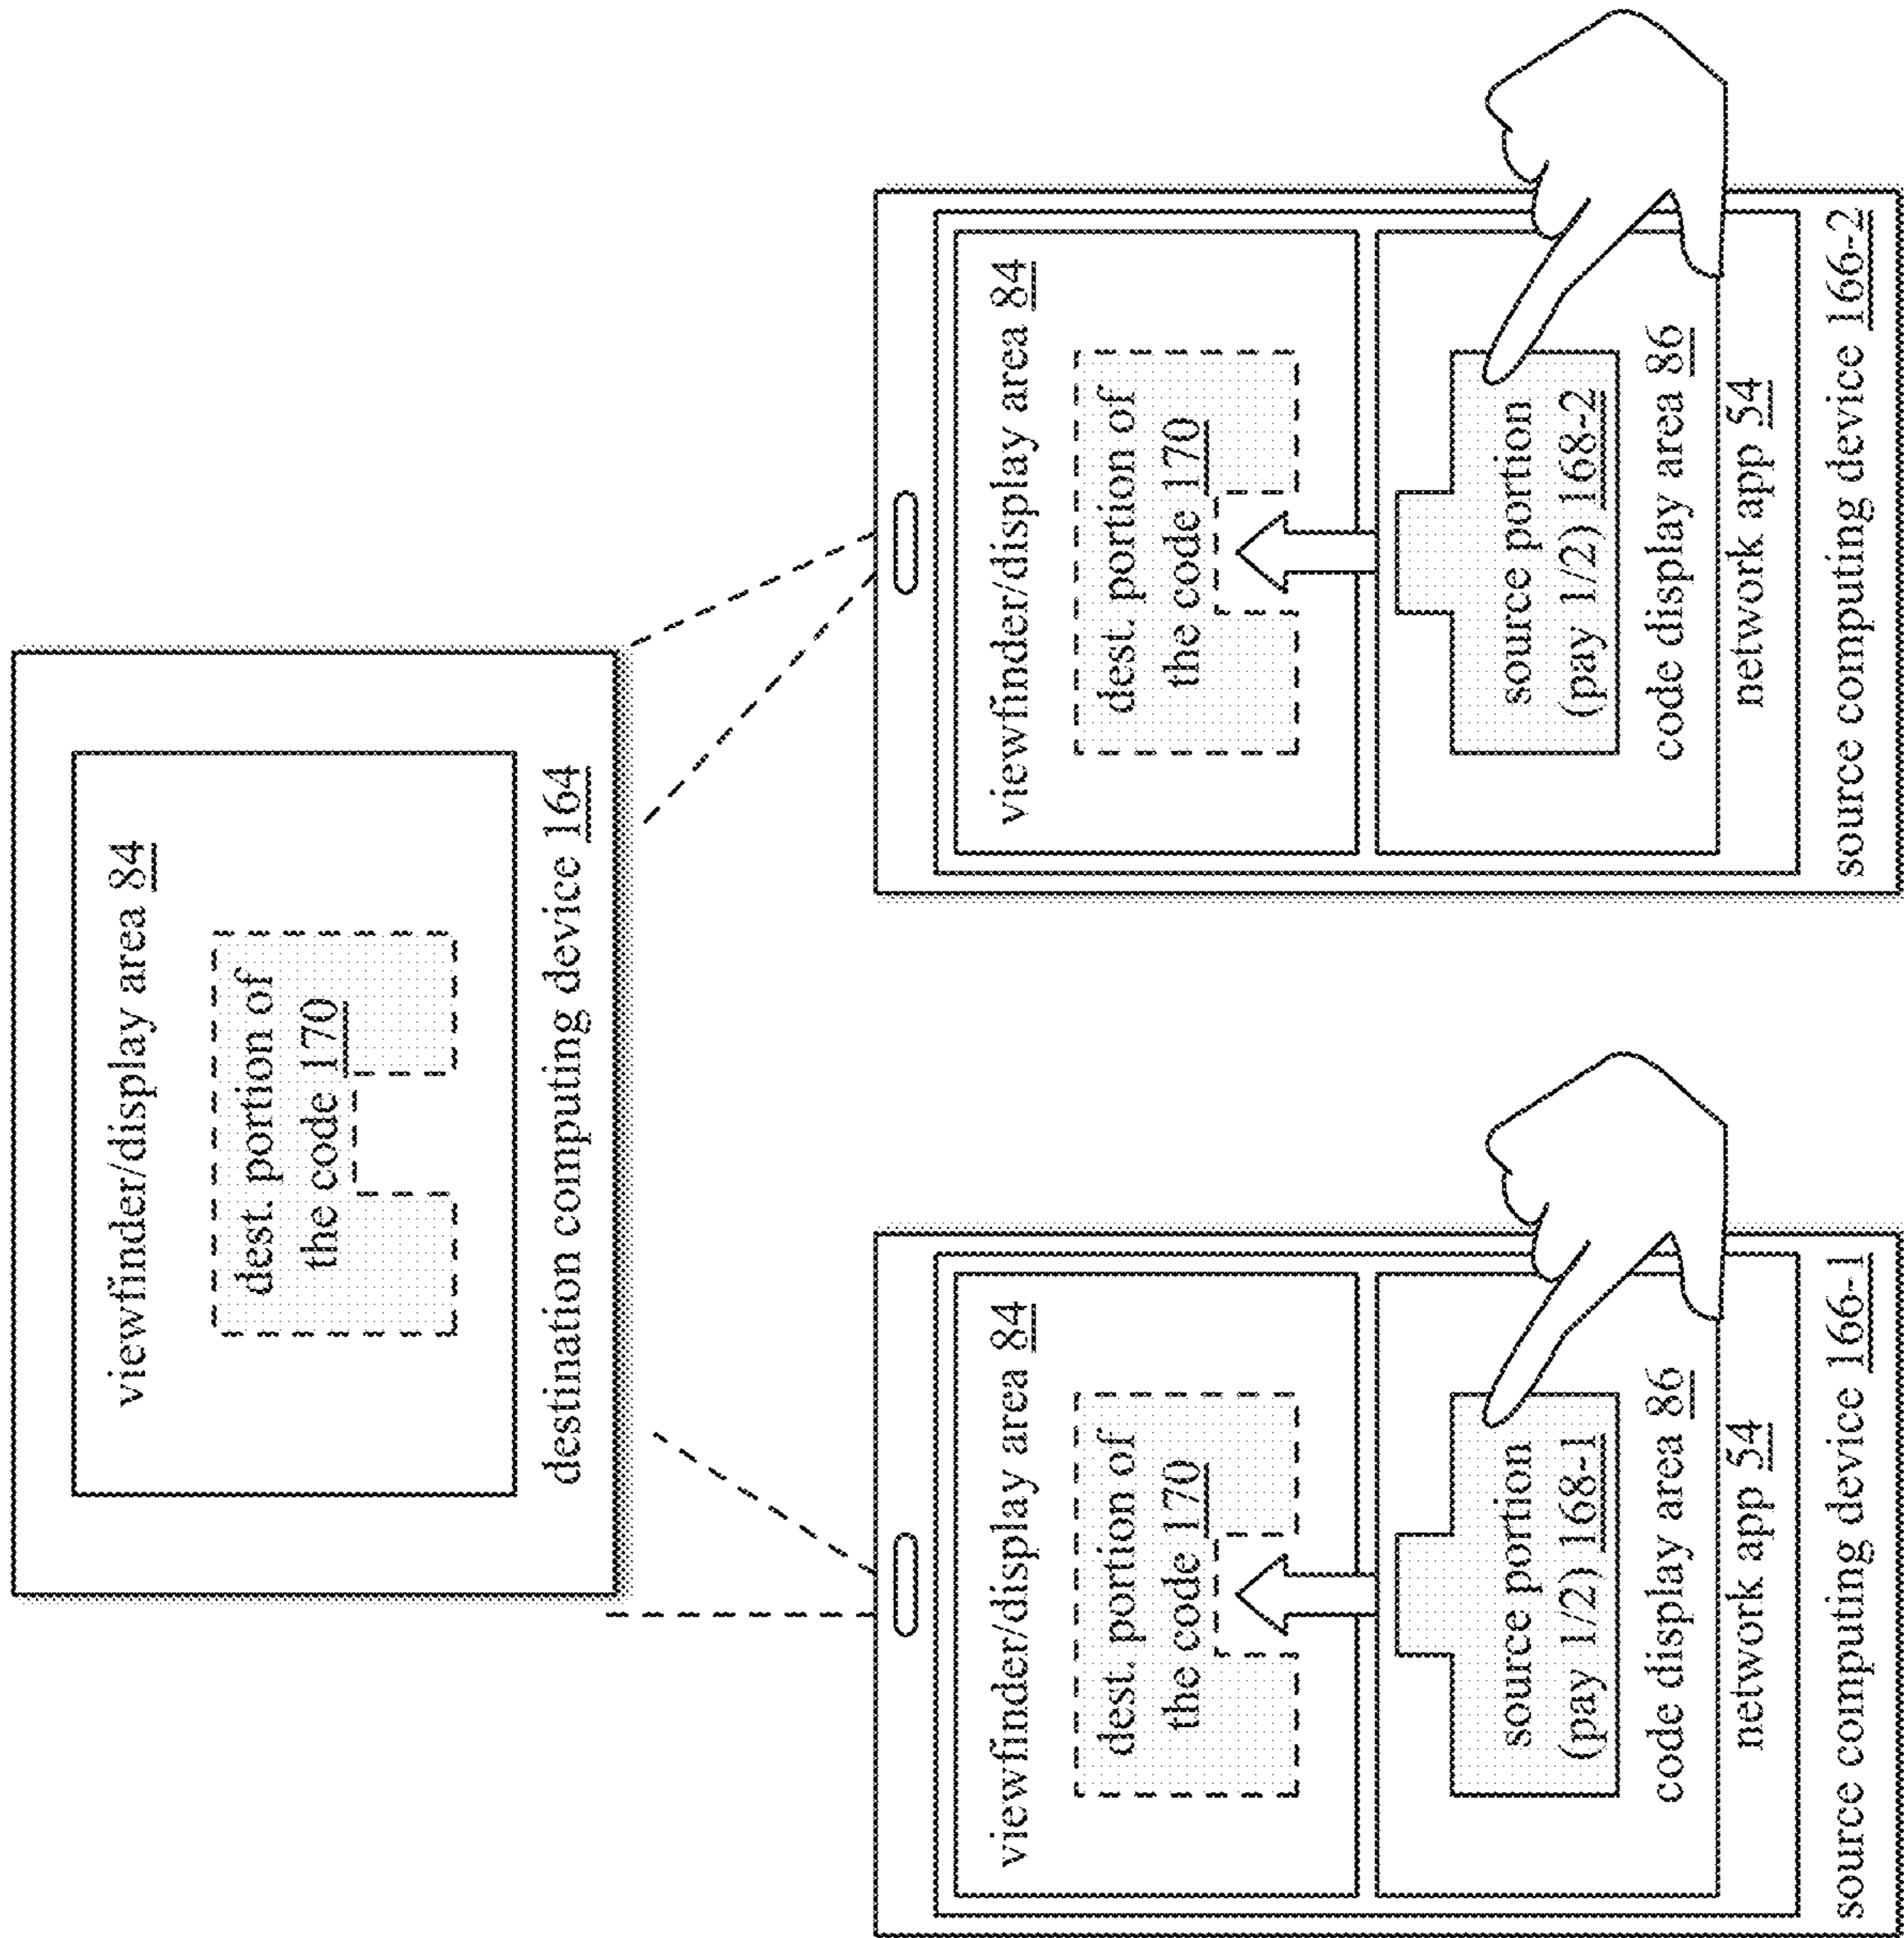 viewfinder/display area 84
dest. portion of
the code 170
destination computing device 164
viewfinder/display area 84
dest. portion of
the code 170
source portion
(pay 1/2) 168-1
code display area 86
network app 54
source computing device 166-1
viewfinder/display area 84
dest. portion of
the code 170
source portion
(pay 1/2) 168-2
code display area 86
network app 54
source computing device 166-2